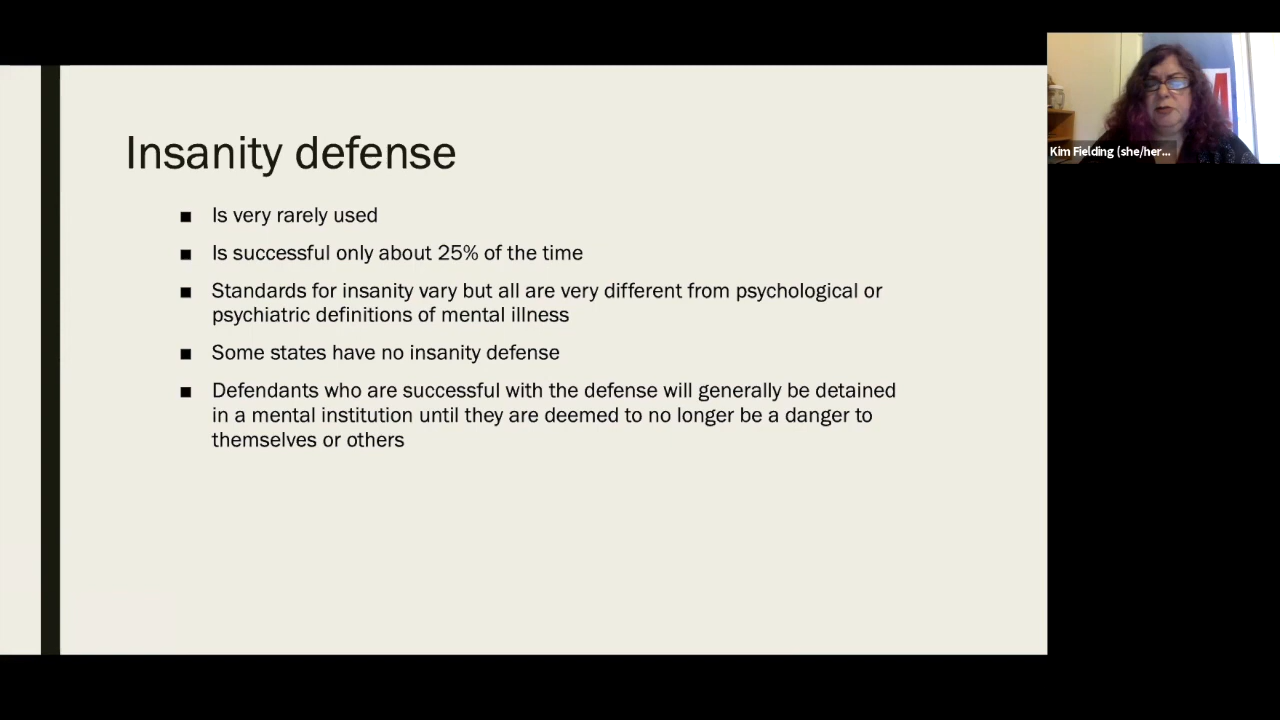 Insanity defense
■ Is very rarely used
■ Is successful only about 25% of the time
■ Standards for insanity vary but all are very different from psychological or
psychiatric definitions of mental illness
■ Some states have no insanity defense
■ Defendants who are successful with the defense will generally be detained
in a mental institution until they are deemed to no longer be a danger to
themselves or others
Kim Fielding (she/her...